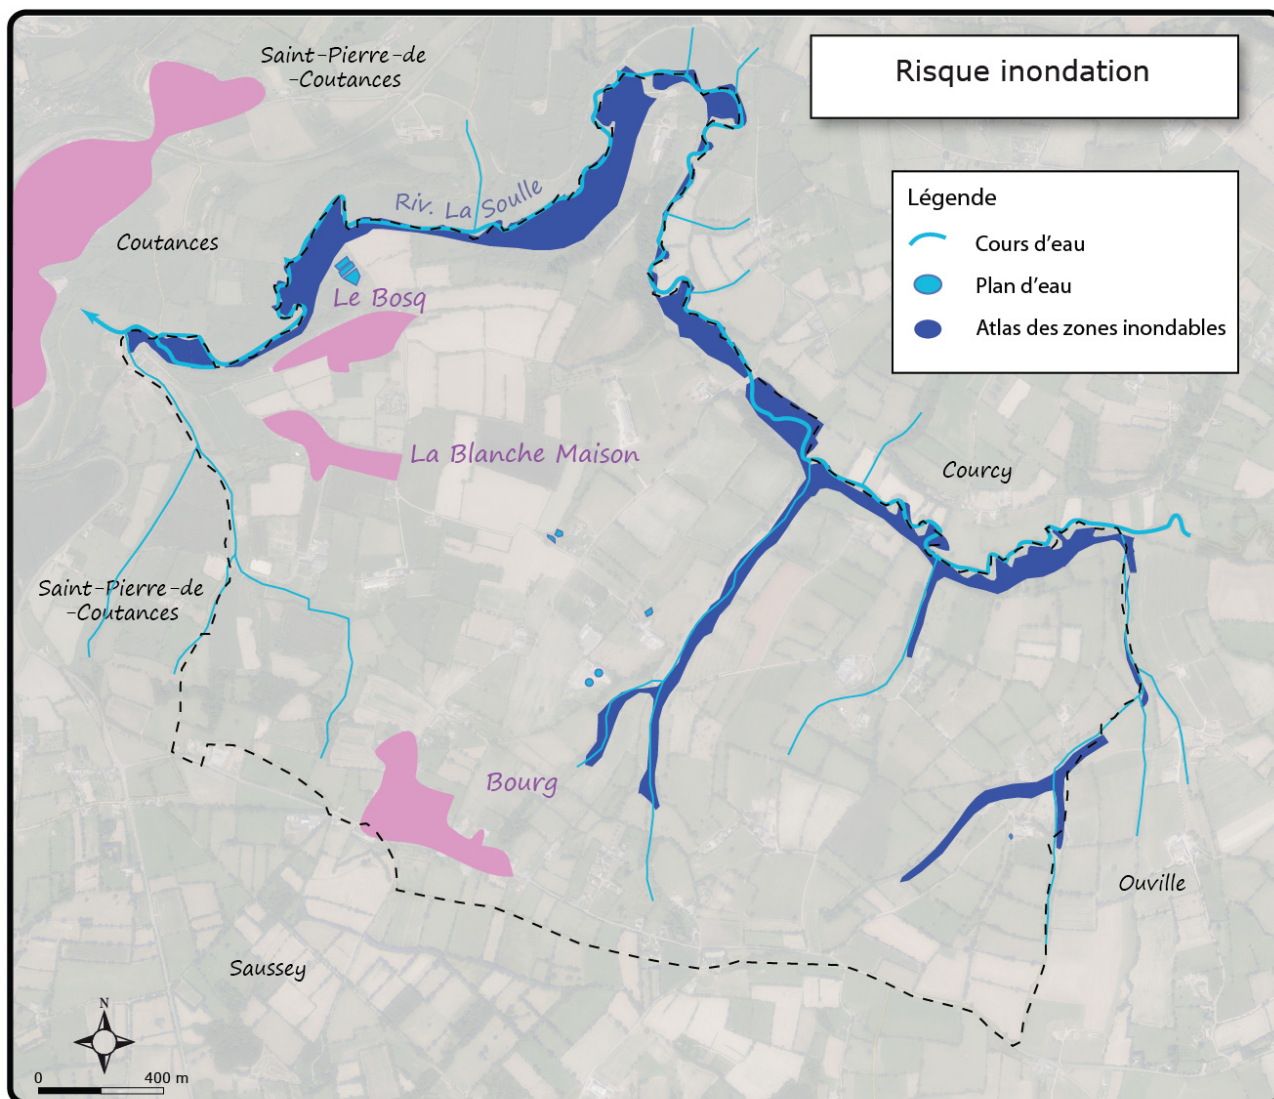 Saint-Pierre-de
-Coutances
Risque inondation
Légende
Cours d'eau
Plan d'eau
Atlas des zones inondables
Riv. La Soulle
Coutances
Le Bosq
La Blanche Maison
Courcy
Saint-Pierre-de
-Coutances
Bourg
Ouville
Saussey
N
0 400 m